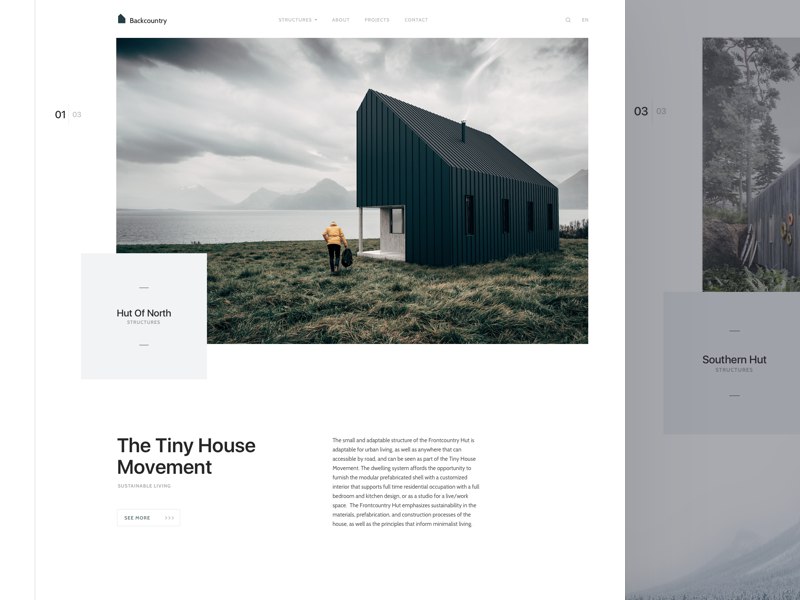 Backcountry
STRUCTURES
ABOUT
PROJECTS
CONTACT
EN
01 03
Hut Of North
STRUCTURES
The Tiny House
Movement
SUSTAINABLE LIVING
SEE MORE >>>
The small and adaptable structure of the Frontcountry Hut is
adaptable for urban living, as well as anywhere that can
accessible by road, and can be seen as part of the Tiny House
Movement. The dwelling system affords the opportunity to
furnish the modular prefabricated shell with a customized
interior that supports full time residential occupation with a full
bedroom and kitchen design, or as a studio for a live/work
space. The Frontcountry Hut emphasizes sustainability in the
materials, prefabrication, and construction processes of the
house, as well as the principles that inform minimalist living.
03 03
Southern Hut
STRUCTURES